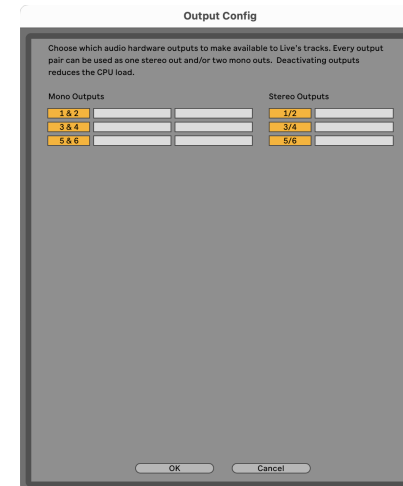 Output Config
Choose which audio hardware outputs to make available to Live's tracks. Every output
pair can be used as one stereo out and/or two mono outs.  Deactivating outputs
reduces the CPU load.
Mono Outputs
Stereo Outputs
1 & 2
1/2
3 & 4
3/4
5 & 6
5/6
OK
Cancel